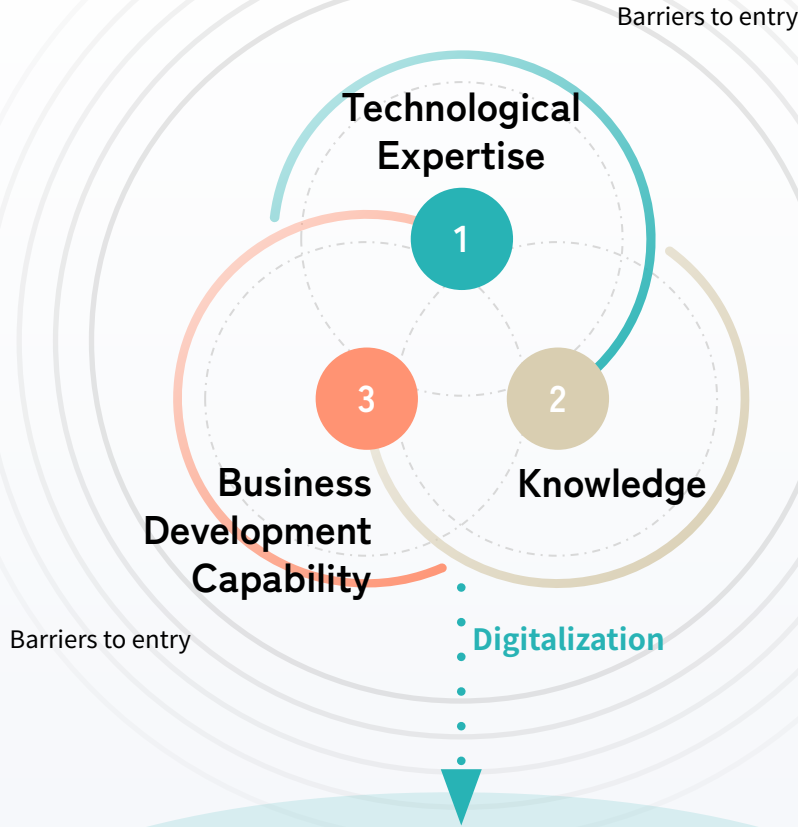 Barriers to entry
Technological
Expertise
1
3
2
Business
Development
Capability
Knowledge
Barriers to entry
Digitalization